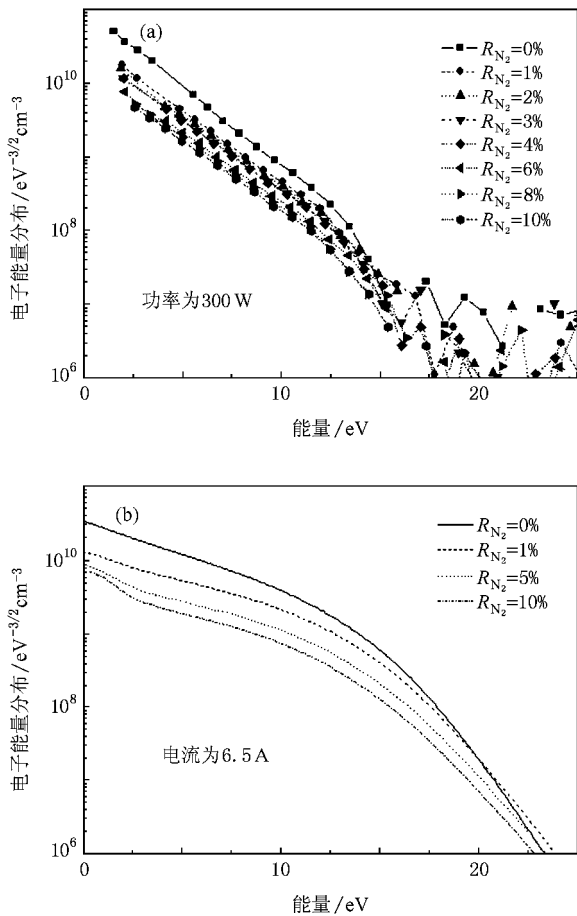 (a)
R_N₂=0%
R_N₂=1%
R_N₂=2%
R_N₂=3%
R_N₂=4%
R_N₂=6%
R_N₂=8%
R_N₂=10%
10¹⁰
10⁸
10⁶
电子能量分布/eV⁻³/²cm⁻³
功率为300 W
0 10 20
能量/eV
(b)
R_N₂=0%
R_N₂=1%
R_N₂=5%
R_N₂=10%
10¹⁰
10⁸
10⁶
电子能量分布/eV⁻³/²cm⁻³
电流为6.5 A
0 10 20
能量/eV